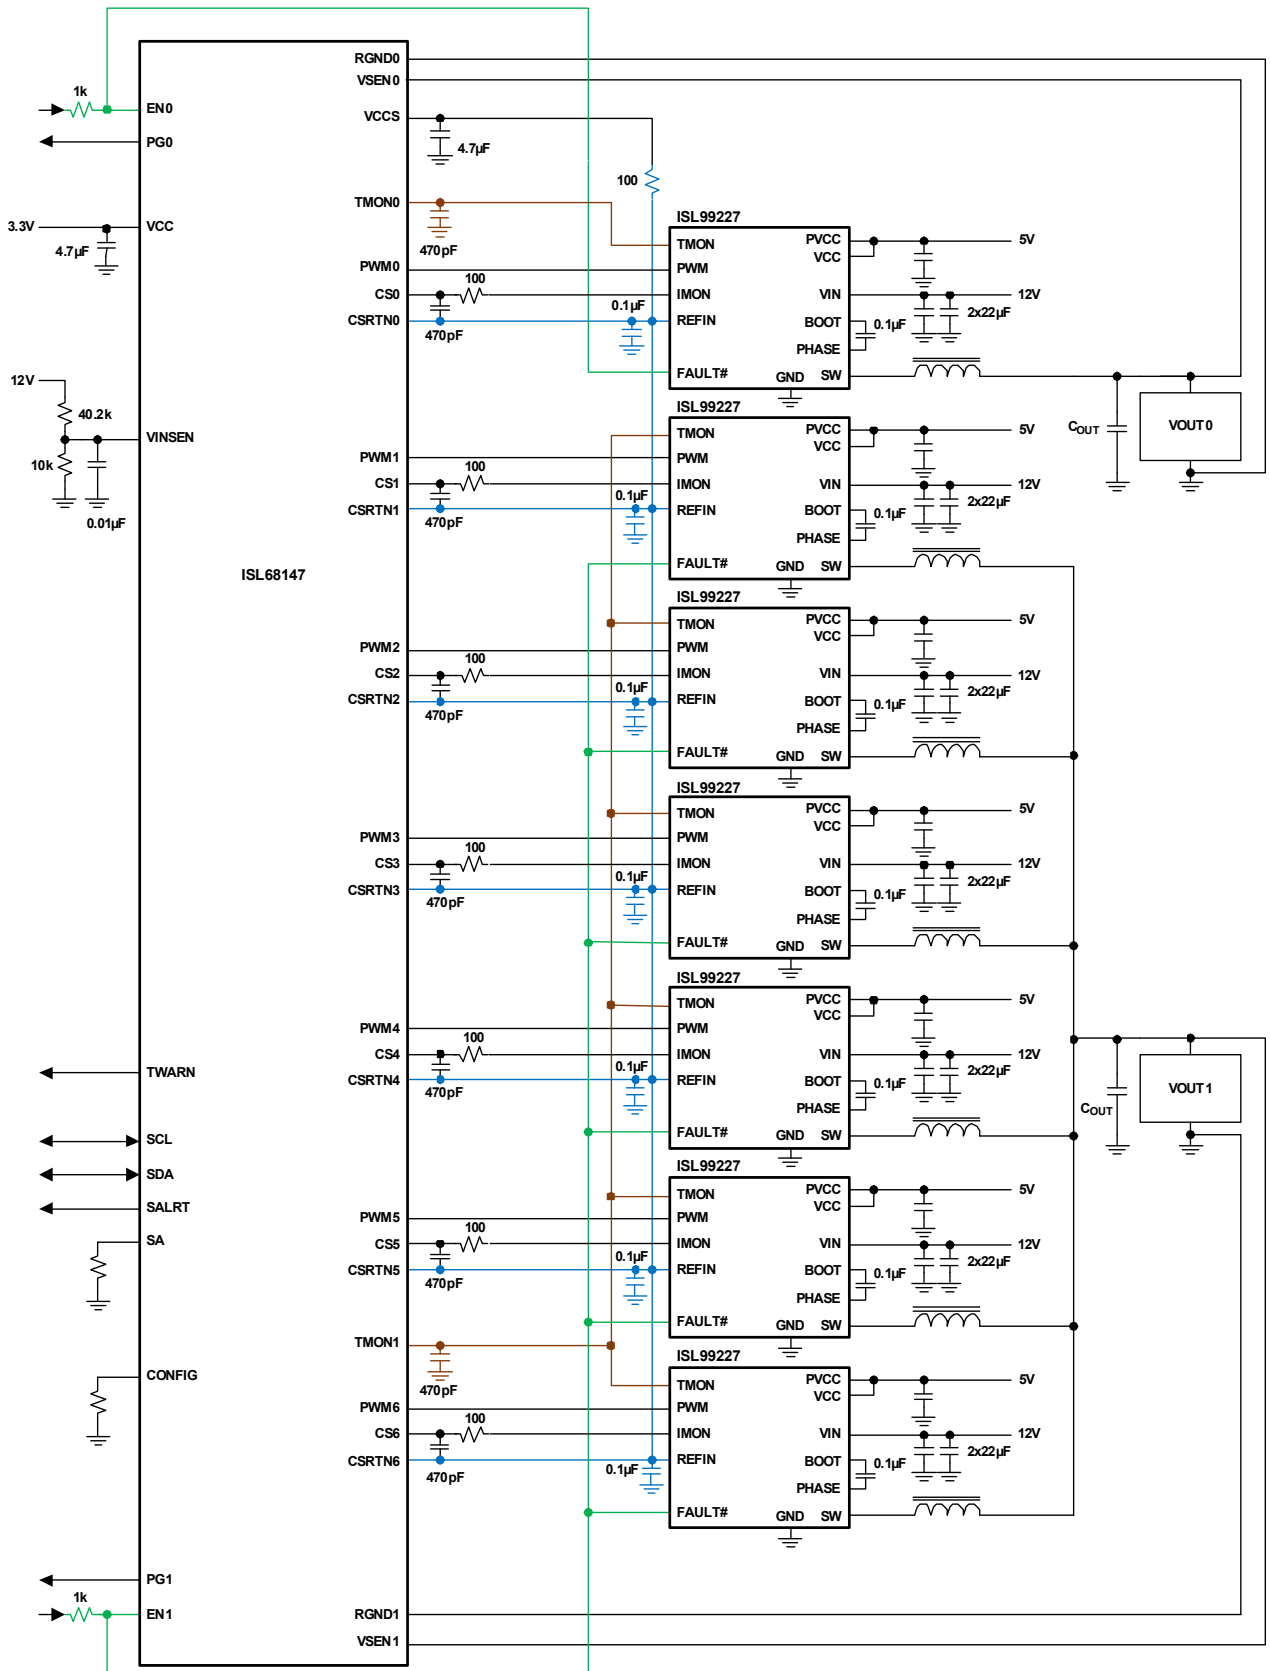 RGND0
VSEN0
1k
EN0
VCCS
PG0
4.7µF
100
TMON0
3.3V
VCC
4.7µF
470pF
ISL99227
TMON
PVCC
5V
VCC
PWM0
PWM
100
CS0
IMON
VIN
12V
2x22µF
0.1µF
CSRTN0
REFIN
BOOT
0.1µF
470pF
PHASE
FAULT#
GND
SW
12V
40.2k
VINSEN
10k
0.01µF
COUT
VOUT0
ISL99227
TMON
PVCC
5V
VCC
PWM1
PWM
100
CS1
IMON
VIN
12V
2x22µF
0.1µF
CSRTN1
REFIN
BOOT
0.1µF
470pF
PHASE
FAULT#
GND
SW
ISL68147
ISL99227
TMON
PVCC
5V
VCC
PWM2
PWM
100
CS2
IMON
VIN
12V
2x22µF
0.1µF
CSRTN2
REFIN
BOOT
0.1µF
470pF
PHASE
FAULT#
GND
SW
ISL99227
TMON
PVCC
5V
VCC
PWM3
PWM
100
CS3
IMON
VIN
12V
2x22µF
0.1µF
CSRTN3
REFIN
BOOT
0.1µF
470pF
PHASE
FAULT#
GND
SW
ISL99227
TMON
PVCC
5V
VCC
PWM4
PWM
100
CS4
IMON
VIN
12V
2x22µF
0.1µF
CSRTN4
REFIN
BOOT
0.1µF
470pF
PHASE
FAULT#
GND
SW
TWARN
SCL
SDA
SALRT
SA
COUT
VOUT1
ISL99227
TMON
PVCC
5V
VCC
PWM5
PWM
100
CS5
IMON
VIN
12V
2x22µF
0.1µF
CSRTN5
REFIN
BOOT
0.1µF
470pF
PHASE
FAULT#
GND
SW
TMON1
470pF
CONFIG
ISL99227
TMON
PVCC
5V
VCC
PWM6
PWM
100
CS6
IMON
VIN
12V
2x22µF
CSRTN6
REFIN
BOOT
0.1µF
0.1µF
470pF
PHASE
FAULT#
GND
SW
PG1
1k
EN1
RGND1
VSEN1